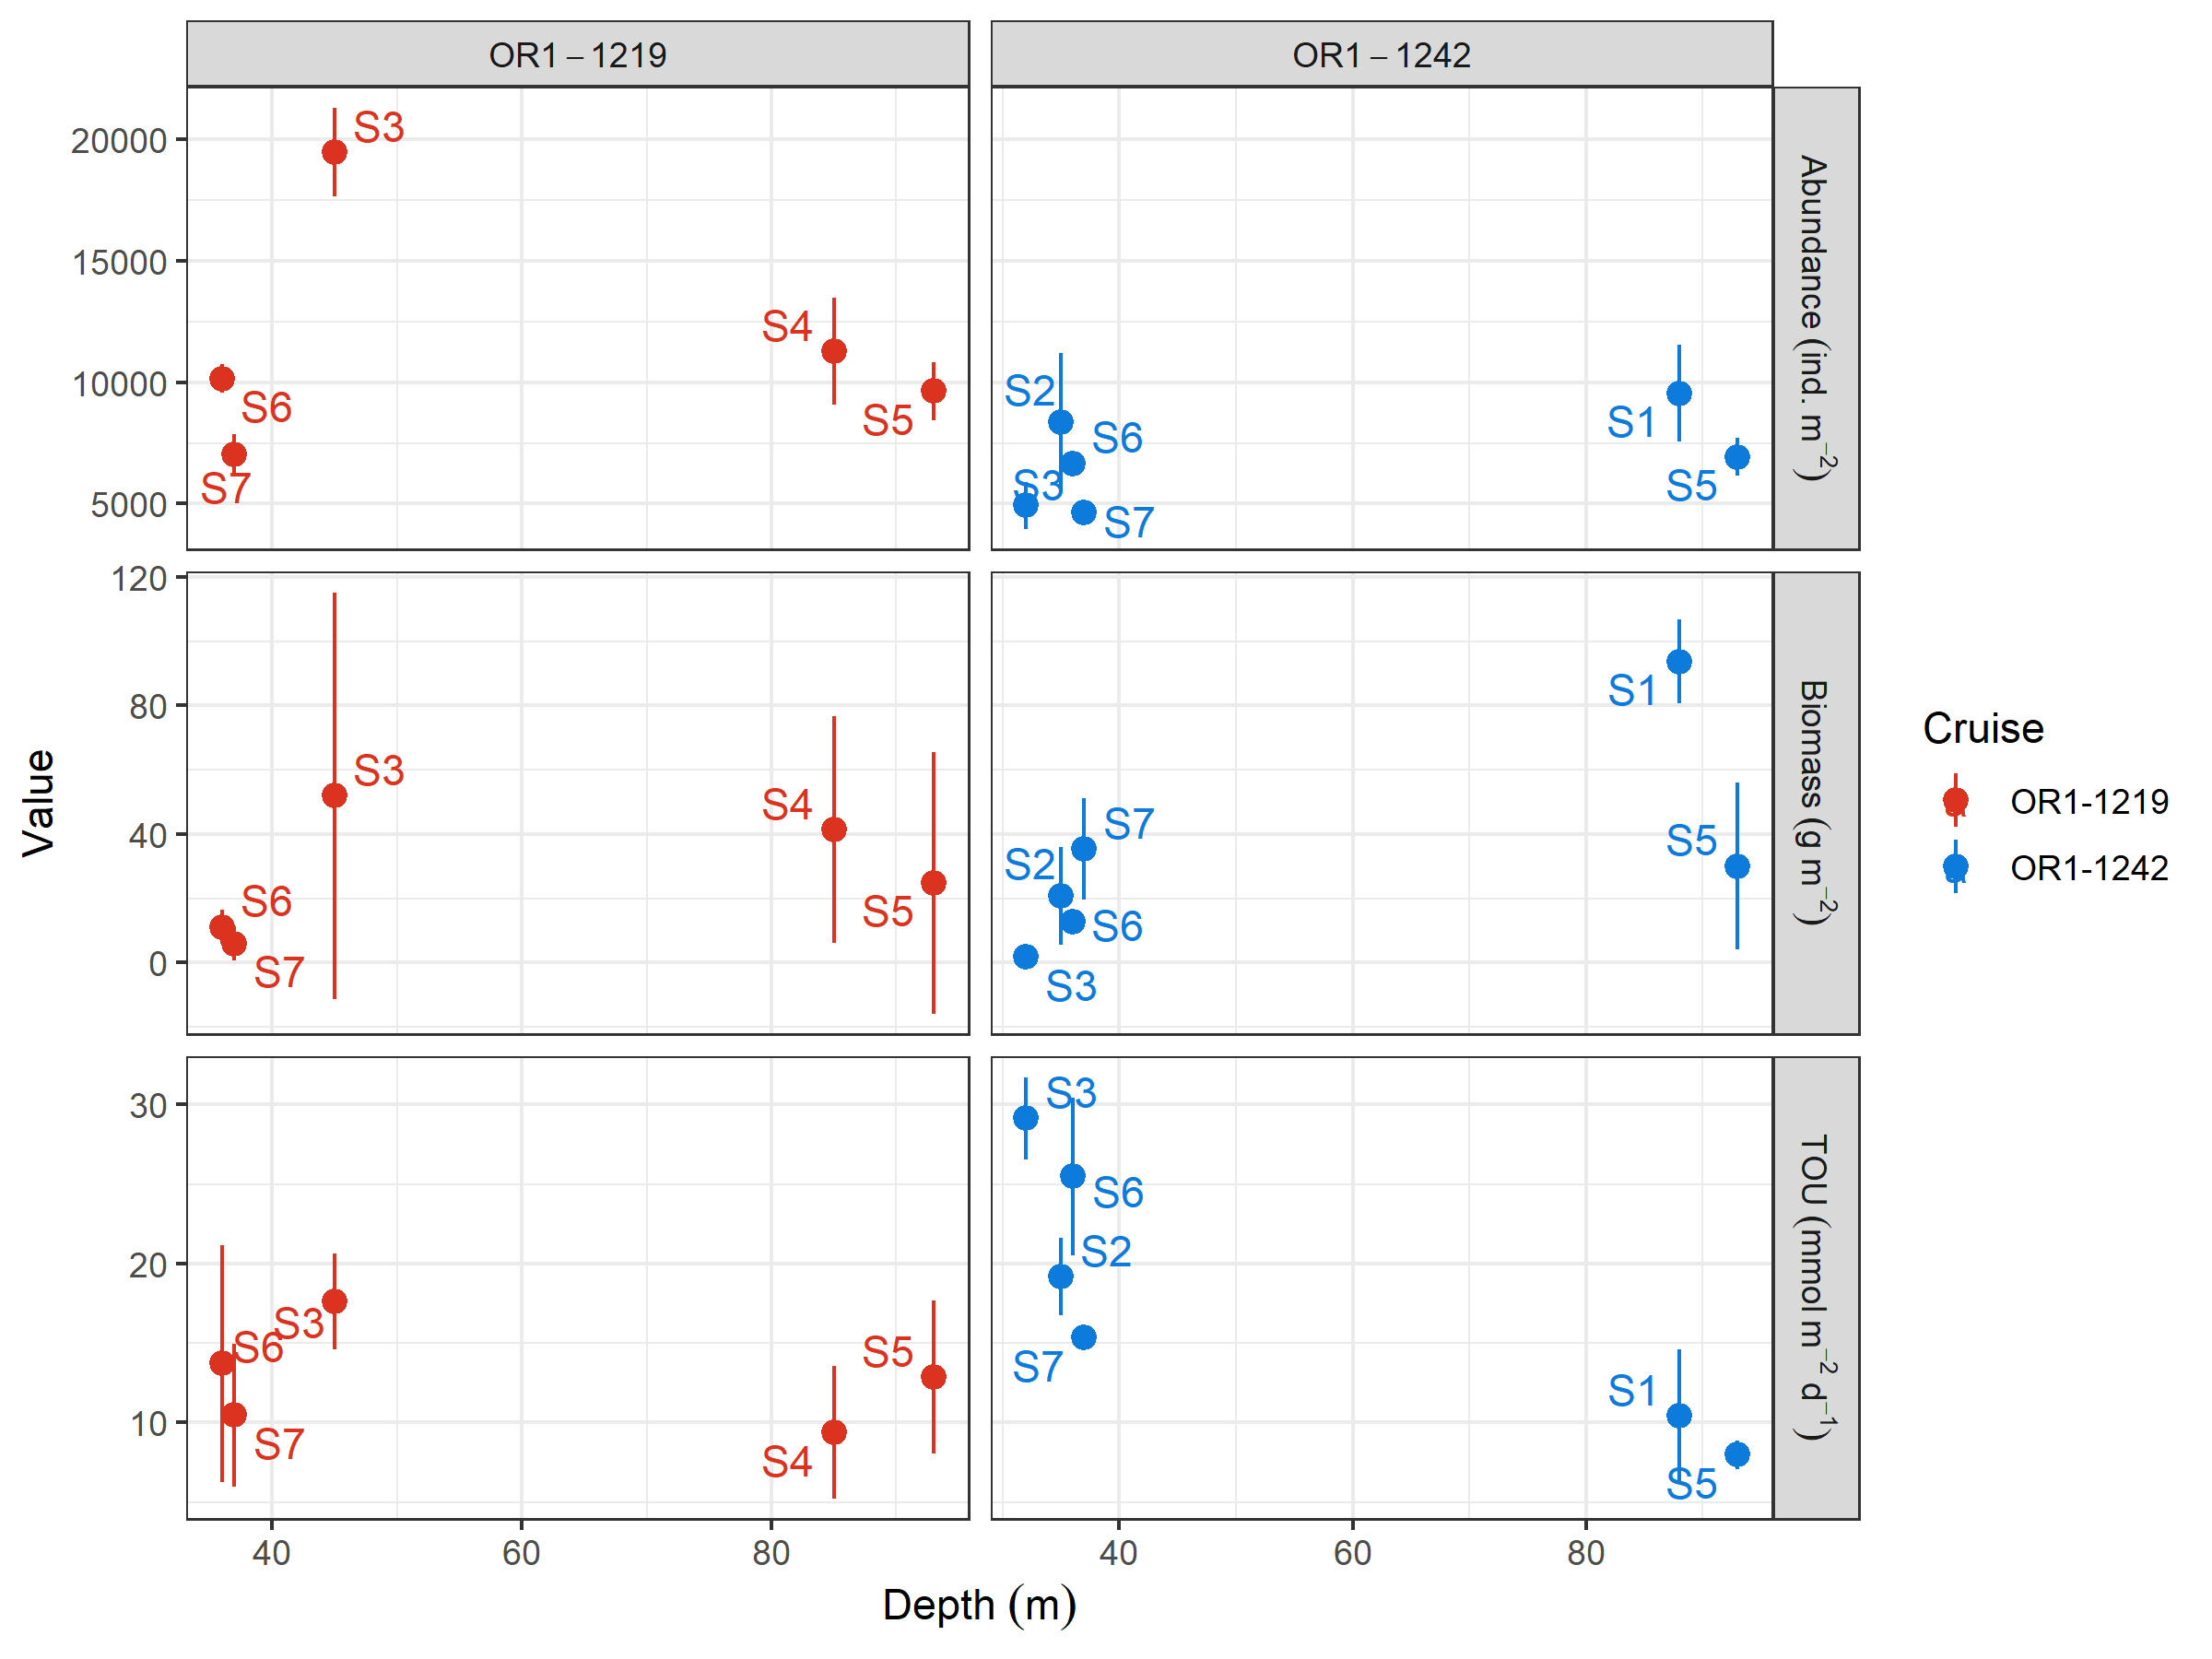 OR1 – 1219
OR1 – 1242
20000
15000
10000
5000
S3
S4
S6
S5
S7
S2
S6
S3
S7
S1
S5
Abundance (ind. m⁻²)
120
80
40
0
S3
S4
S6
S5
S7
S1
S7
S2
S5
S6
S3
Biomass (g m⁻²)
30
20
10
S3
S6
S5
S7
S4
S3
S6
S2
S7
S1
S5
TOU (mmol m⁻² d⁻¹)
40
60
80
40
60
80
Depth (m)
Value
Cruise
OR1-1219
OR1-1242